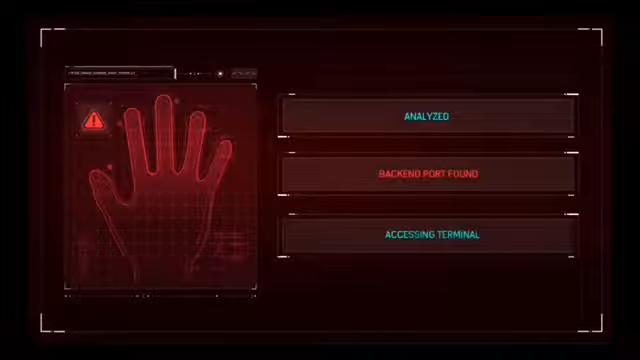 ANALYZED
BACKEND PORT FOUND
ACCESSING TERMINAL